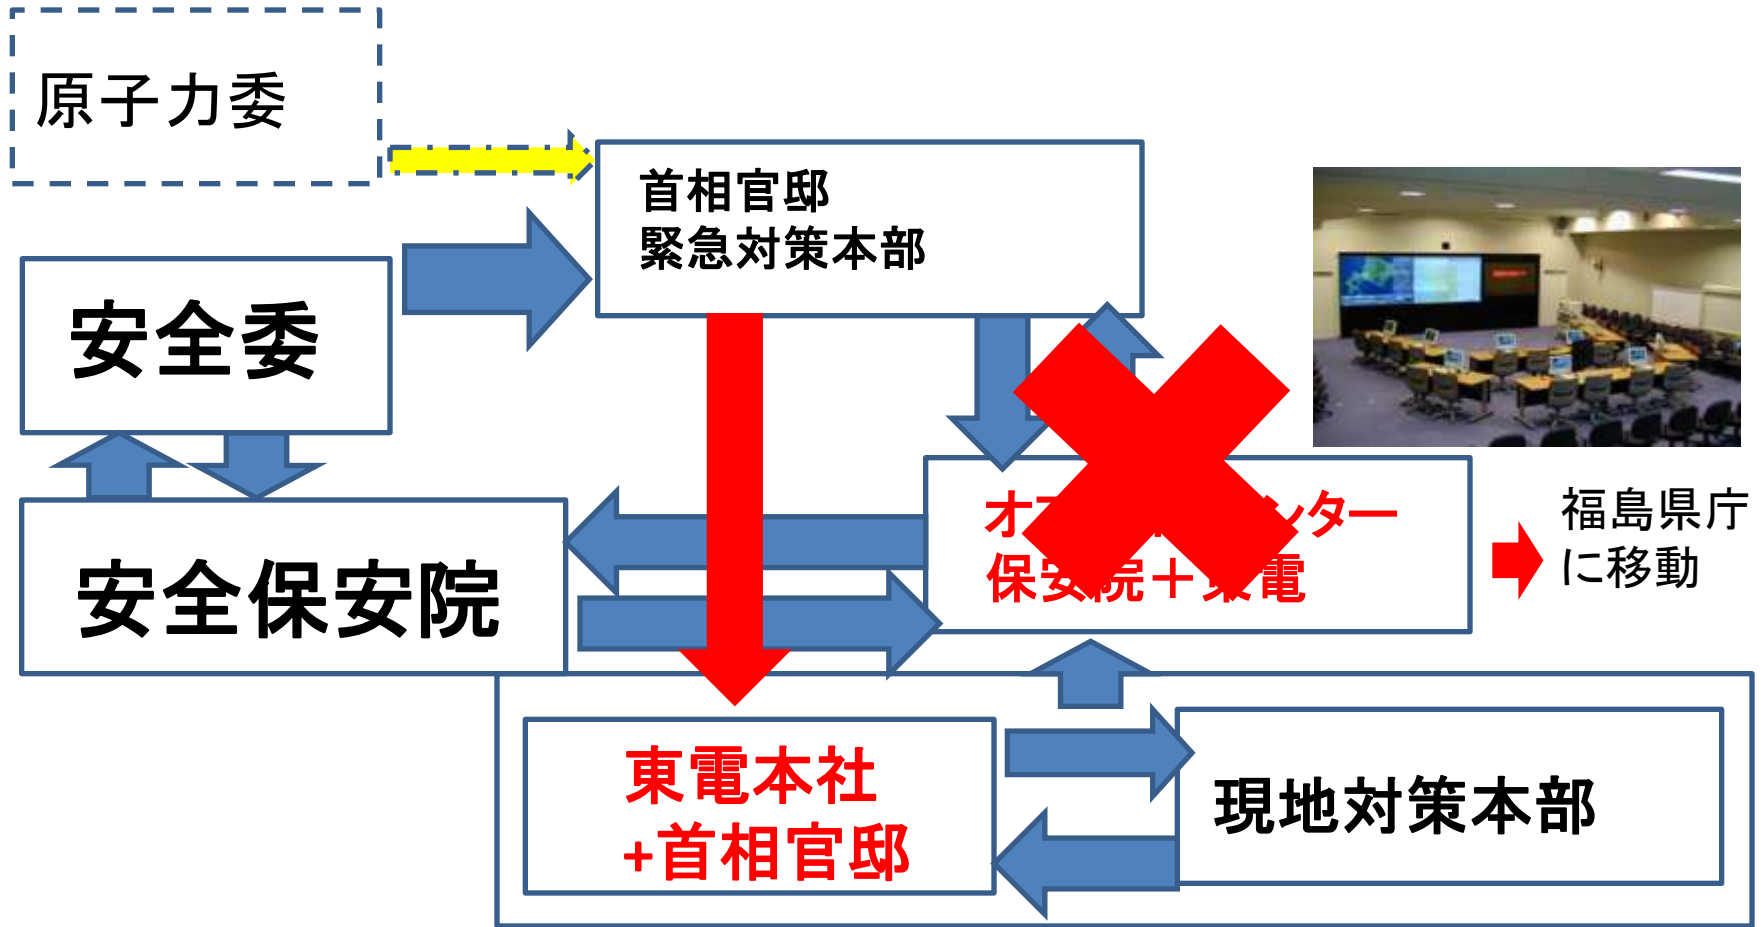 原子力委
首相官邸
緊急対策本部
安全委
安全保安院
オ ンター
保安院＋東電
福島県庁
に移動
東電本社
+首相官邸
現地対策本部